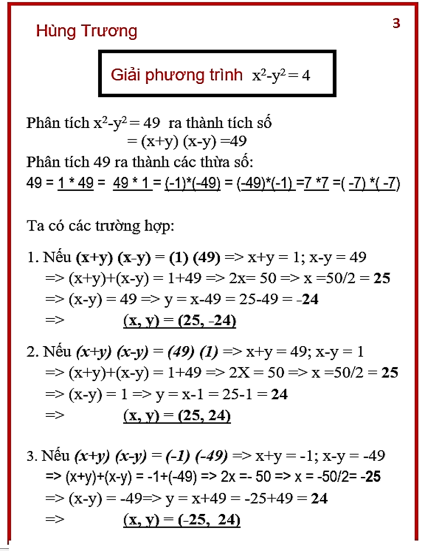 Hùng Trương
3
Giải phương trình x²-y² = 4
Phân tích x²-y² = 49 ra thành tích số
= (x+y) (x-y) =49
Phân tích 49 ra thành các thừa số:
49 = 1 * 49 = 49 * 1 = (-1)*(-49) = (-49)*(-1) =7 *7 =( -7) *( -7)
Ta có các trường hợp:
1. Nếu (x+y) (x-y) = (1) (49) => x+y = 1; x-y = 49
=> (x+y)+(x-y) = 1+49 => 2x= 50 => x =50/2 = 25
=> (x-y) = 49 => y = x-49 = 25-49 = -24
=> (x, y) = (25, -24)
2. Nếu (x+y) (x-y) = (49) (1) => x+y = 49; x-y = 1
=> (x+y)+(x-y) = 1+49 => 2X = 50 => x =50/2 = 25
=> (x-y) = 1 => y = x-1 = 25-1 = 24
=> (x, y) = (25, 24)
3. Nếu (x+y) (x-y) = (-1) (-49) => x+y = -1; x-y = -49
=> (x+y)+(x-y) = -1+(-49) => 2x =- 50 => x = -50/2= -25
=> (x-y) = -49=> y = x+49 = -25+49 = 24
=> (x, y) = (-25, 24)